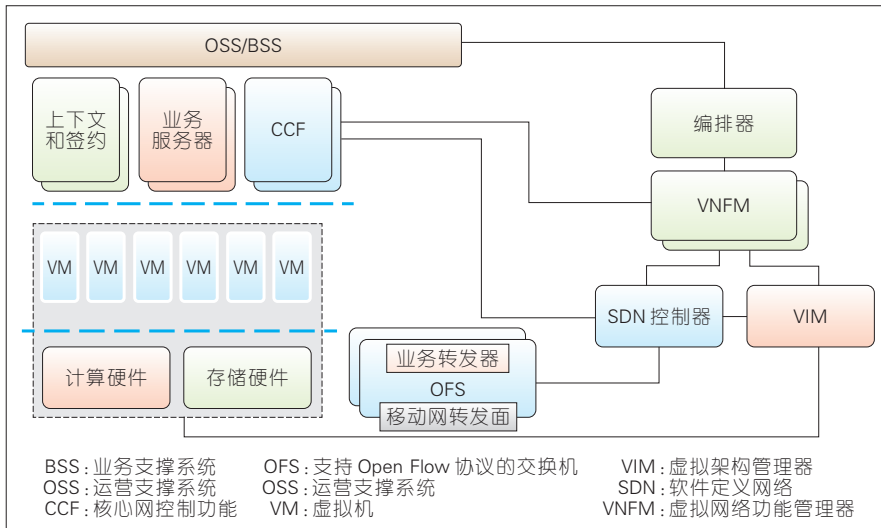 OSS/BSS
上下文
和签约
业务
服务器
CCF
编排器
VNFM
VM VM VM VM VM VM
SDN 控制器
VIM
计算硬件
存储硬件
业务转发器
OFS
移动网转发面
BSS:业务支撑系统 OFS:支持 Open Flow 协议的交换机 VIM:虚拟架构管理器
OSS:运营支撑系统 OSS:运营支撑系统 SDN:软件定义网络
CCF:核心网控制功能 VM:虚拟机 VNFM:虚拟网络功能管理器